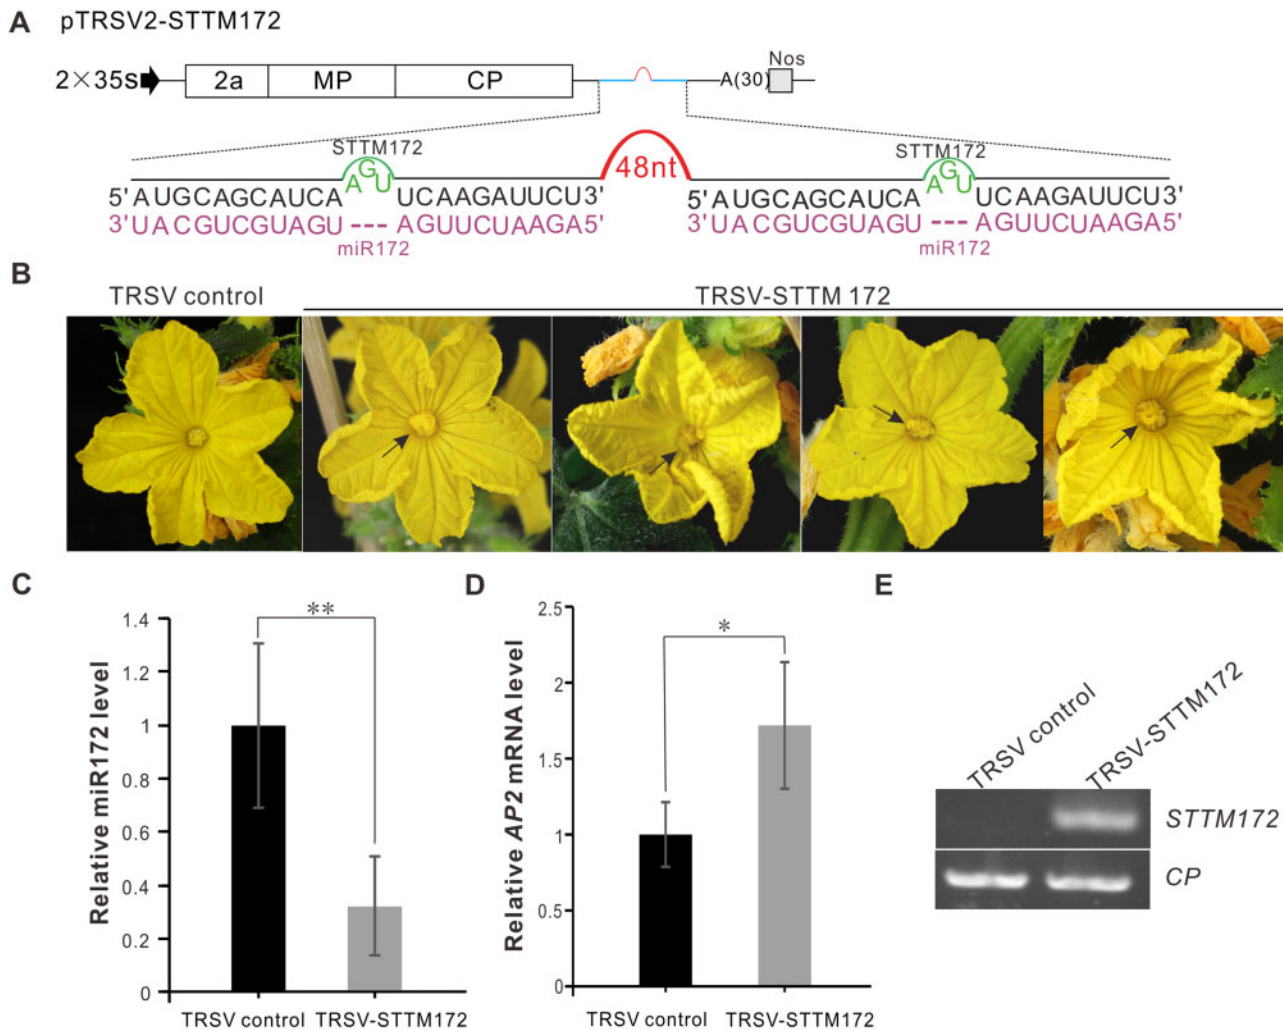 A
pTRSV2-STTM172
2×35s
2a
MP
CP
A(30)
Nos
STTM172
48nt
STTM172
AGU
AGU
5'AUGCAGCAUCA UCAAGAUUCU3'
5'AUGCAGCAUCA UCAAGAUUCU3'
3'UACGUCGUAGU --- AGUUCUAAGA5'
3'UACGUCGUAGU --- AGUUCUAAGA5'
miR172
miR172
B
TRSV control
TRSV-STTM 172
C
Relative miR172 level
1.4
1.2
1
0.8
0.6
0.4
0.2
0
**
TRSV control
TRSV-STTM172
D
Relative AP2 mRNA level
2.5
2
1.5
1
0.5
0
*
TRSV control
TRSV-STTM172
E
TRSV control
TRSV-STTM172
STTM172
CP